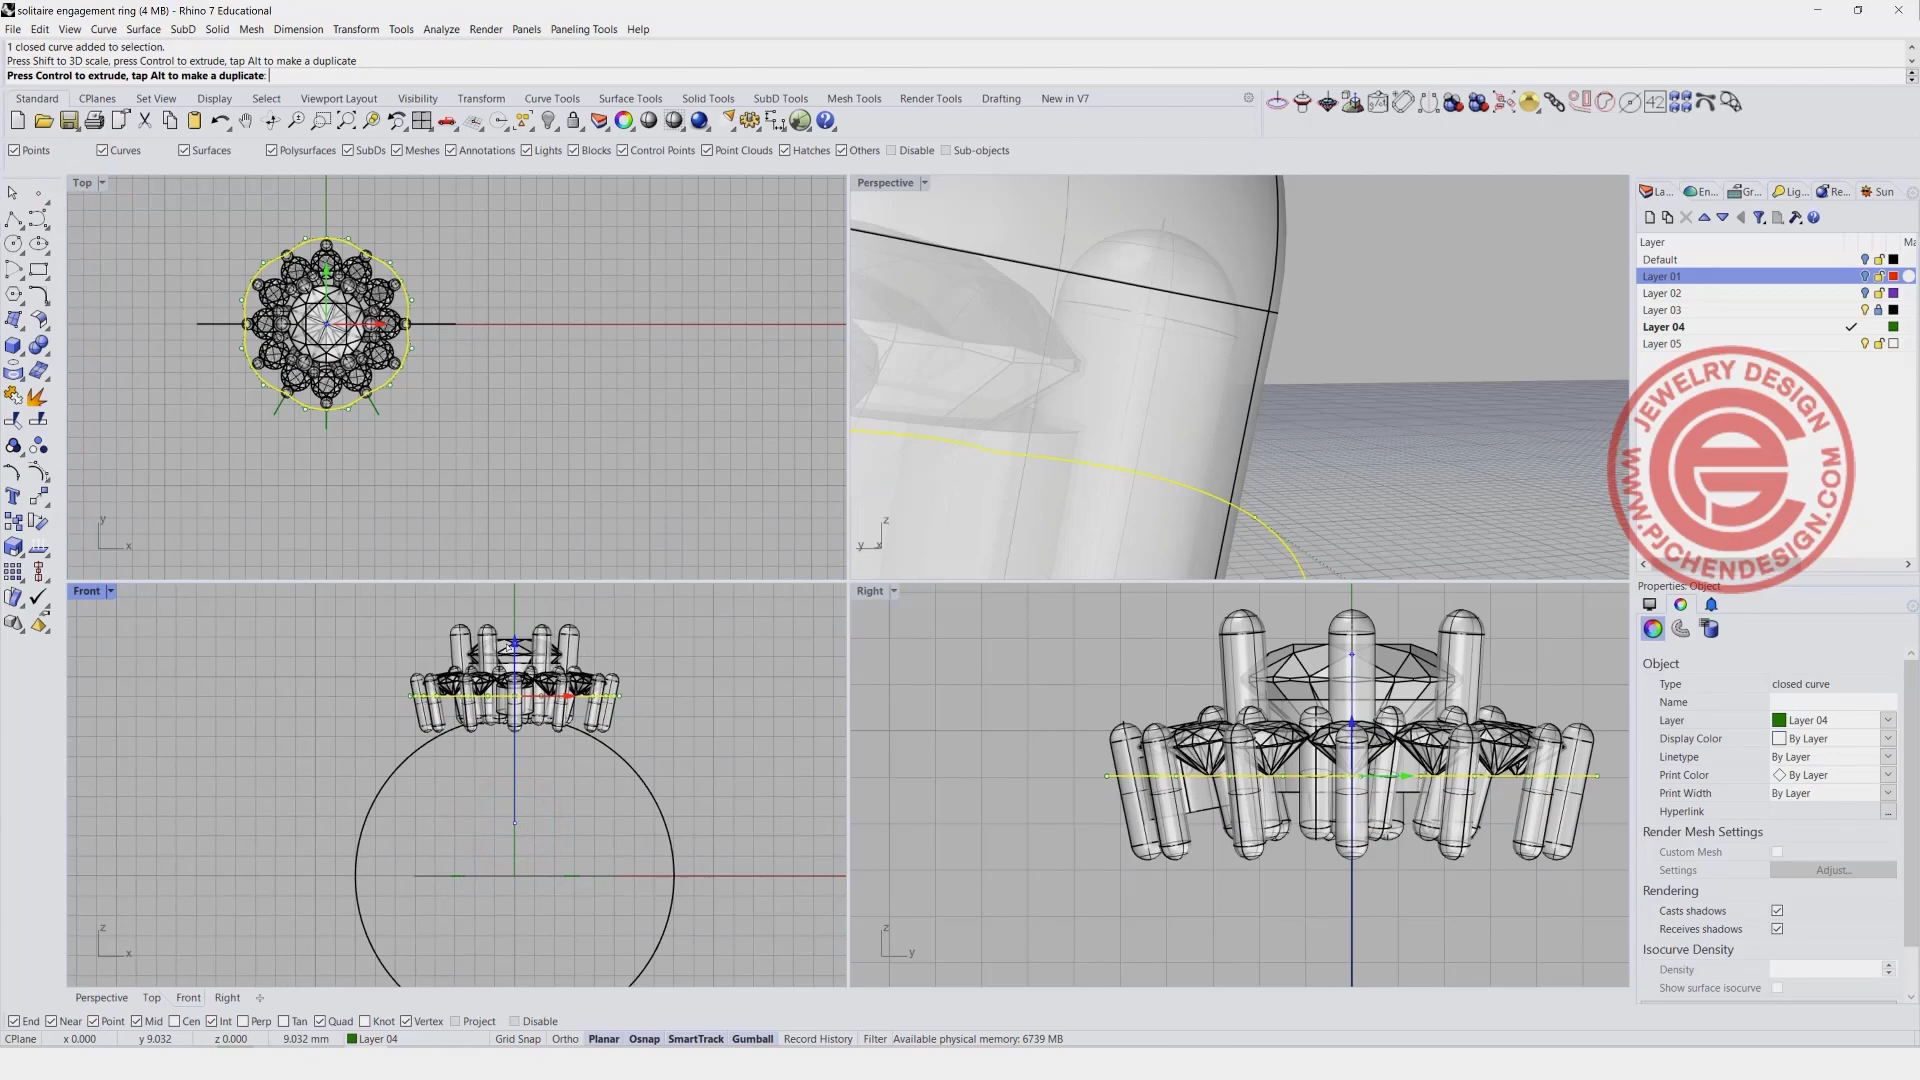 solitaire engagement ring (4 MB) - Rhino 7 Educational
File Edit View Curve Surface SubD Solid Mesh Dimension Transform Tools Analyze Render Panels Paneling Tools Help
1 closed curve added to selection.
Press Shift to 3D scale, press Control to extrude, tap Alt to make a duplicate
Press Control to extrude, tap Alt to make a duplicate:
Standard CPlanes Set View Display Select Viewport Layout Visibility Transform Curve Tools Surface Tools Solid Tools SubD Tools Mesh Tools Render Tools Drafting New in V7
42
Points Curves Surfaces Polysurfaces SubDs Meshes Annotations Lights Blocks Control Points Point Clouds Hatches Others Disable Sub-objects
Top
Perspective
La... En... Gr... Lig... Re... Sun
Layer Ma
Default
Layer 01
Layer 02
Layer 03
Layer 04
Layer 05
JEWELRY DESIGN
WWW.PJCHENDESIGN.COM
y x
z y x
Front
Right
z x
z y
Properties: Object
Object
Type closed curve
Name
Layer Layer 04
Display Color By Layer
Linetype By Layer
Print Color By Layer
Print Width By Layer
Hyperlink ...
Render Mesh Settings
Custom Mesh
Settings Adjust...
Rendering
Casts shadows
Receives shadows
Isocurve Density
Density
Show surface isocurve
Perspective Top Front Right
End Near Point Mid Cen Int Perp Tan Quad Knot Vertex Project Disable
CPlane x 0.000 y 9.032 z 0.000 9.032 mm Layer 04 Grid Snap Ortho Planar Osnap SmartTrack Gumball Record History Filter Available physical memory: 6739 MB